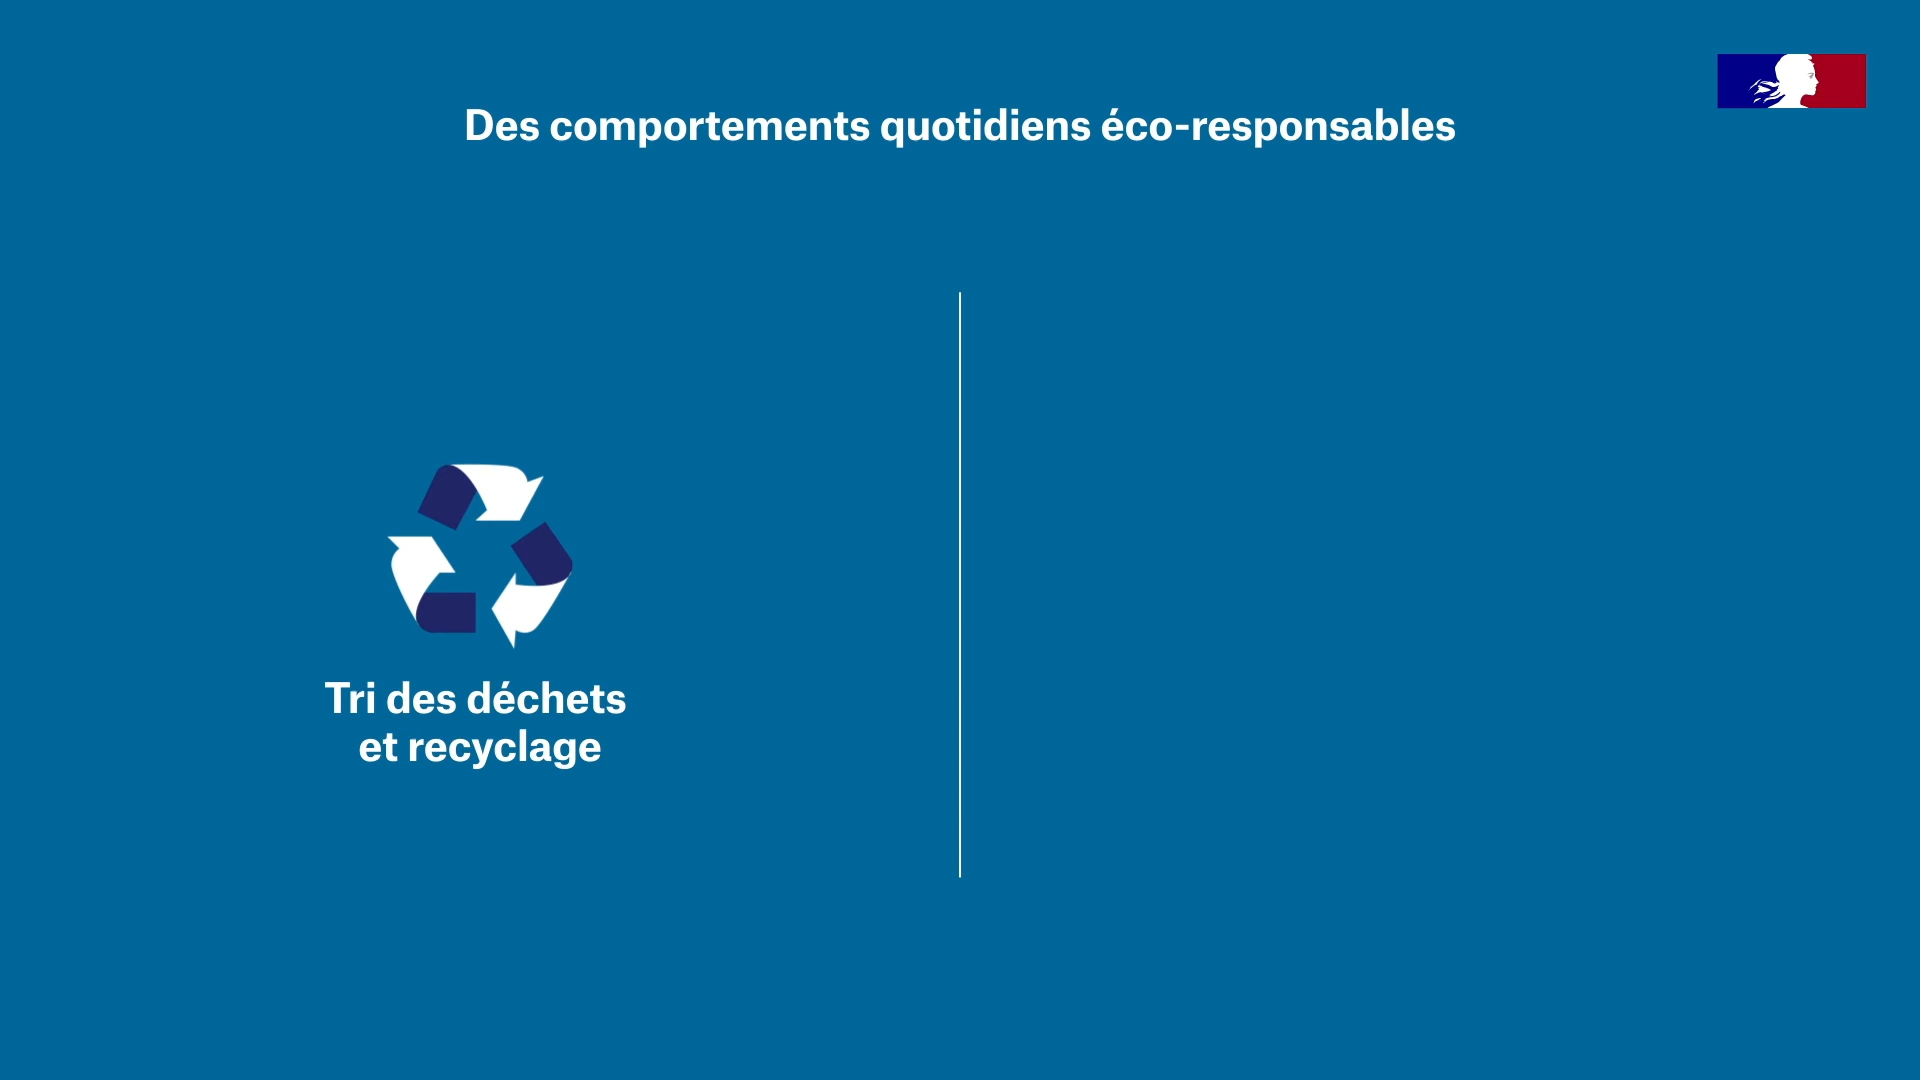 Des comportements quotidiens éco-responsables
Tri des déchets
et recyclage